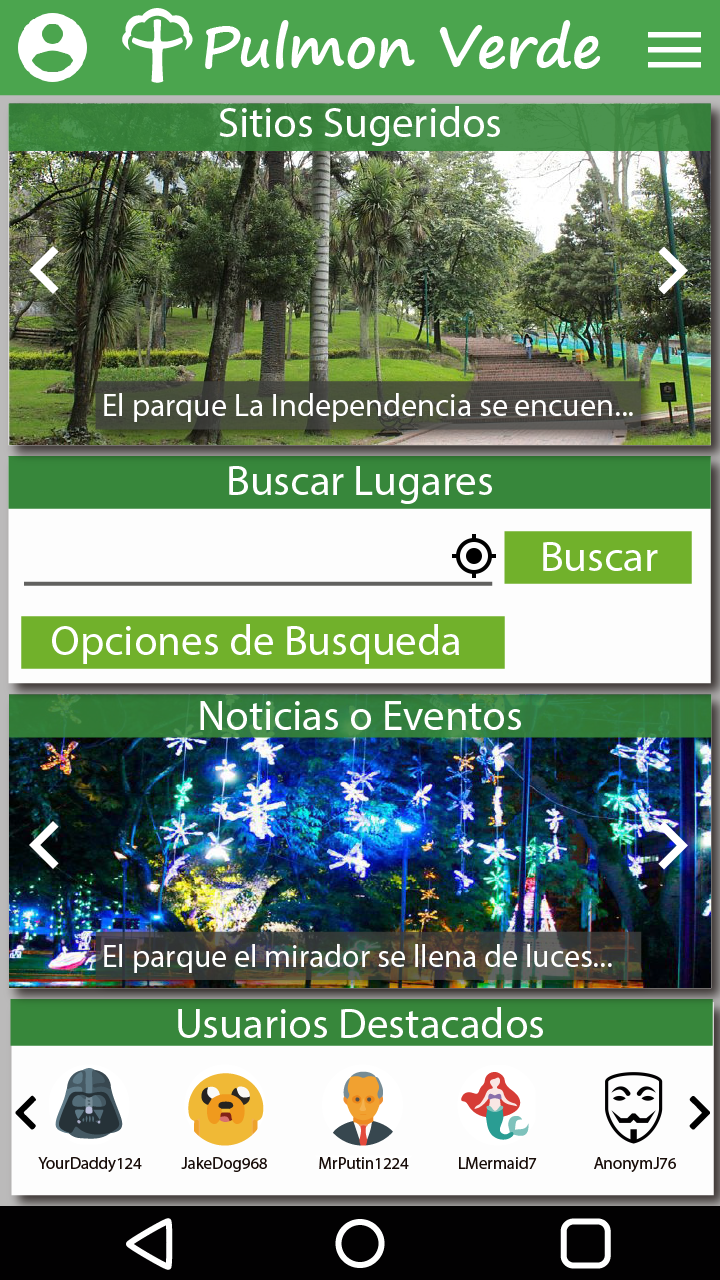 Pulmon Verde
Sitios Sugeridos
El parque La Independencia se encuen...
Buscar Lugares
Buscar
Opciones de Busqueda
Noticias o Eventos
El parque el mirador se llena de luces...
Usuarios Destacados
YourDaddy124
JakeDog968
MrPutin1224
LMermaid7
AnonymJ76